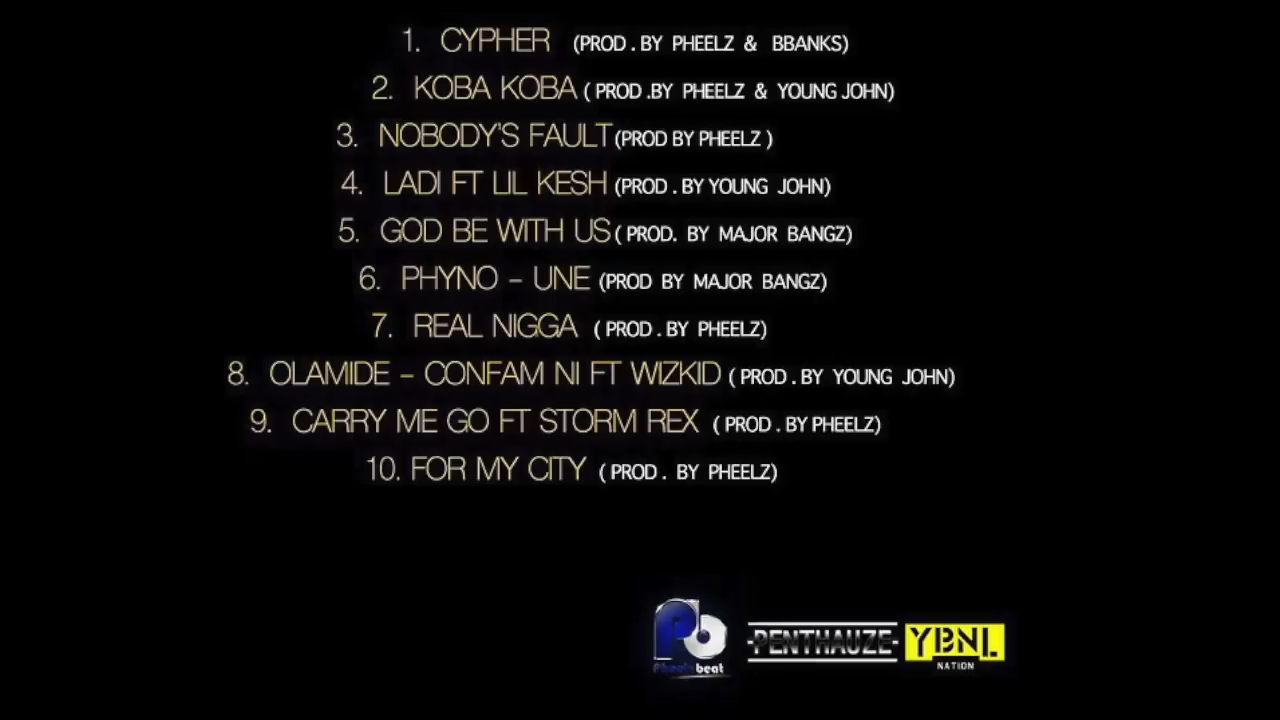 1. CYPHER (PROD . BY PHEELZ & BBANKS)
2. KOBA KOBA ( PROD .BY PHEELZ & YOUNG JOHN)
3. NOBODY'S FAULT (PROD BY PHEELZ )
4. LADI FT LIL KESH (PROD . BY YOUNG JOHN)
5. GOD BE WITH US ( PROD. BY MAJOR BANGZ)
6. PHYNO – UNE (PROD BY MAJOR BANGZ)
7. REAL NIGGA ( PROD . BY PHEELZ)
8. OLAMIDE – CONFAM NI FT WIZKID ( PROD . BY YOUNG JOHN)
9. CARRY ME GO FT STORM REX ( PROD . BY PHEELZ)
10. FOR MY CITY ( PROD . BY PHEELZ)
Pb -PENTHAUZE- YBNL
Pheelz beat NATION